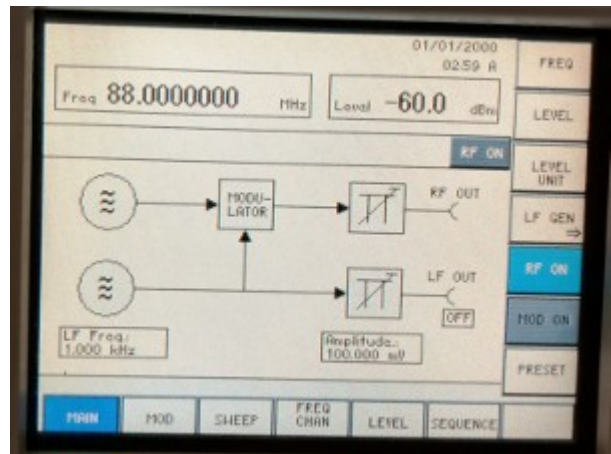 01/01/2000
02:59 A
Freq 88.0000000 MHz
Level -60.0 dBm
RF ON
MODU-
LATOR
RF OUT
LF OUT
OFF
LF Freq.:
1.000 kHz
Amplitude.:
100.000 mV
FREQ
LEVEL
LEVEL
UNIT
LF GEN
⇒
RF ON
MOD ON
PRESET
MAIN
MOD
SWEEP
FREQ
CHAN
LEVEL
SEQUENCE